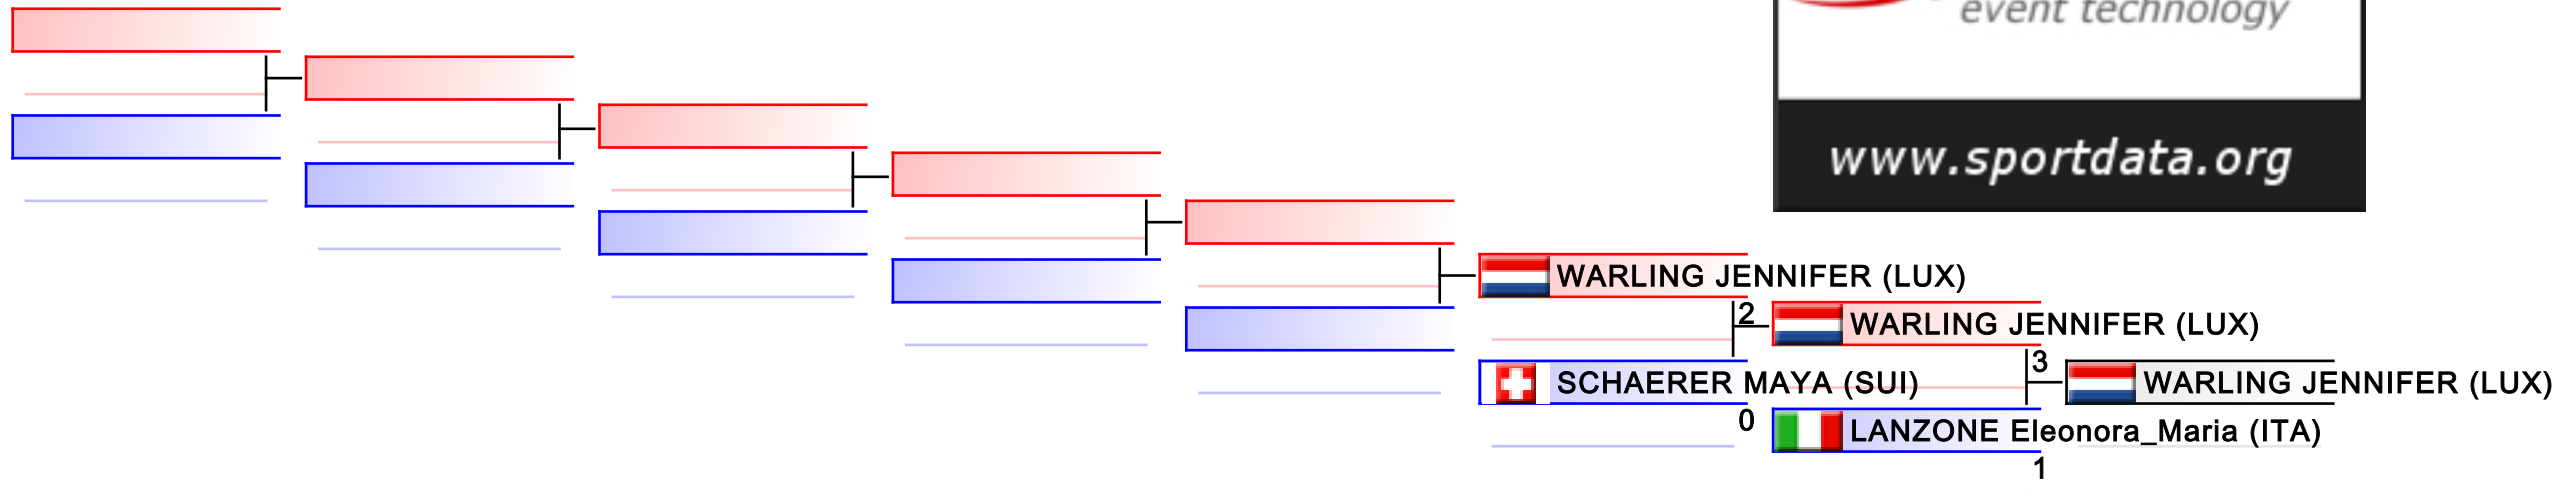 event technology
www.sportdata.org
WARLING JENNIFER (LUX)
2
WARLING JENNIFER (LUX)
3
SCHAERER MAYA (SUI)
WARLING JENNIFER (LUX)
0
LANZONE Eleonora_Maria (ITA)
1